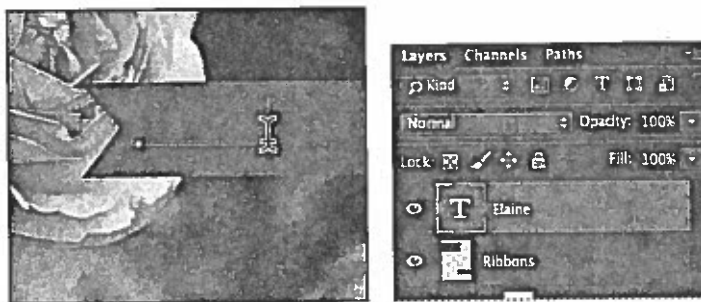 Layers Channels Paths
Kind
Normal Opacity: 100%
Lock: Fill: 100%
T Elaine
Ribbons